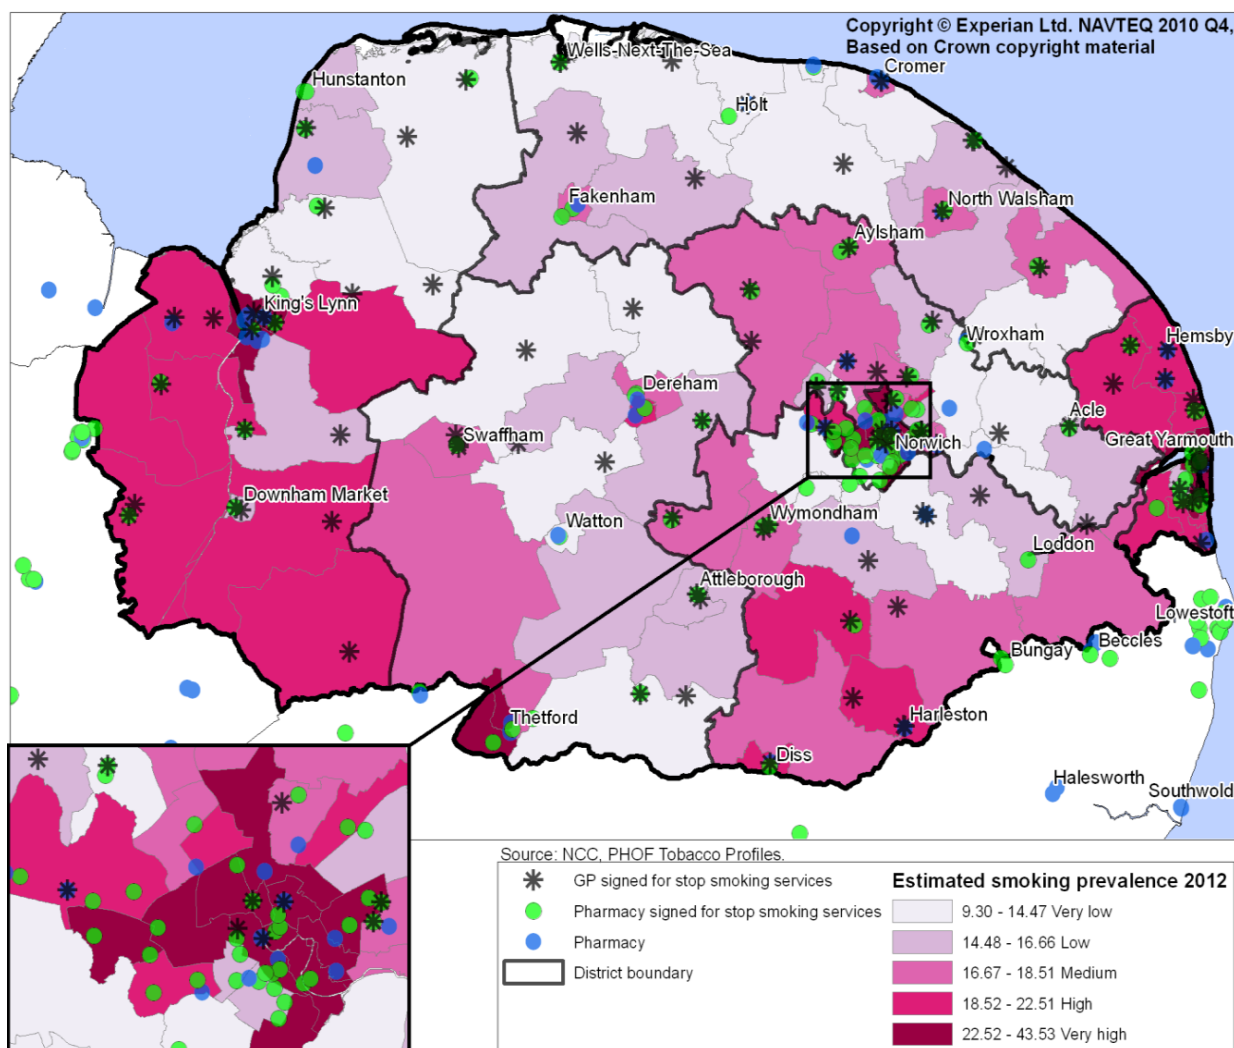 Copyright © Experian Ltd. NAVTEQ 2010 Q4,
Based on Crown copyright material
Wells-Next-The-Sea
Cromer
Hunstanton
Holt
Fakenham
North Walsham
Aylsham
King's Lynn
Wroxham
Hemsby
Dereham
Acle
Swaffham
Norwich
Great Yarmouth
Downham Market
Wymondham
Watton
Loddon
Attleborough
Lowestoft
Beccles
Bungay
Thetford
Harleston
Diss
Halesworth
Southwold
Source: NCC, PHOF Tobacco Profiles.
GP signed for stop smoking services
Pharmacy signed for stop smoking services
Pharmacy
District boundary
Estimated smoking prevalence 2012
9.30 - 14.47 Very low
14.48 - 16.66 Low
16.67 - 18.51 Medium
18.52 - 22.51 High
22.52 - 43.53 Very high